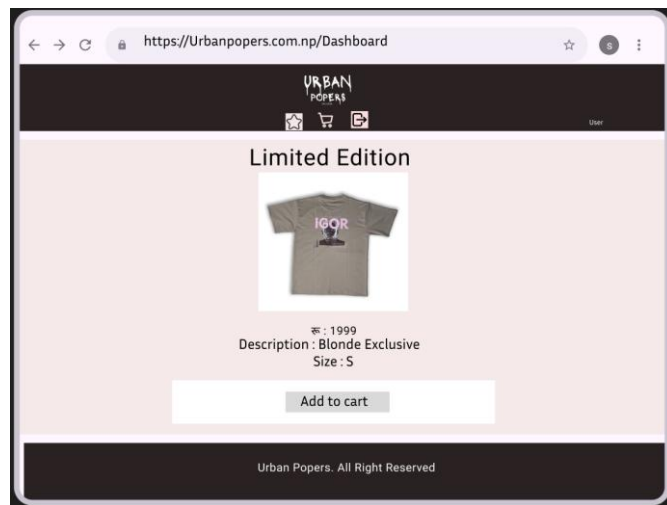 https://Urbanpopers.com.np/Dashboard
S
URBAN
POPERS
User
Limited Edition
IGOR
रू : 1999
Description : Blonde Exclusive
Size : S
Add to cart
Urban Popers. All Right Reserved